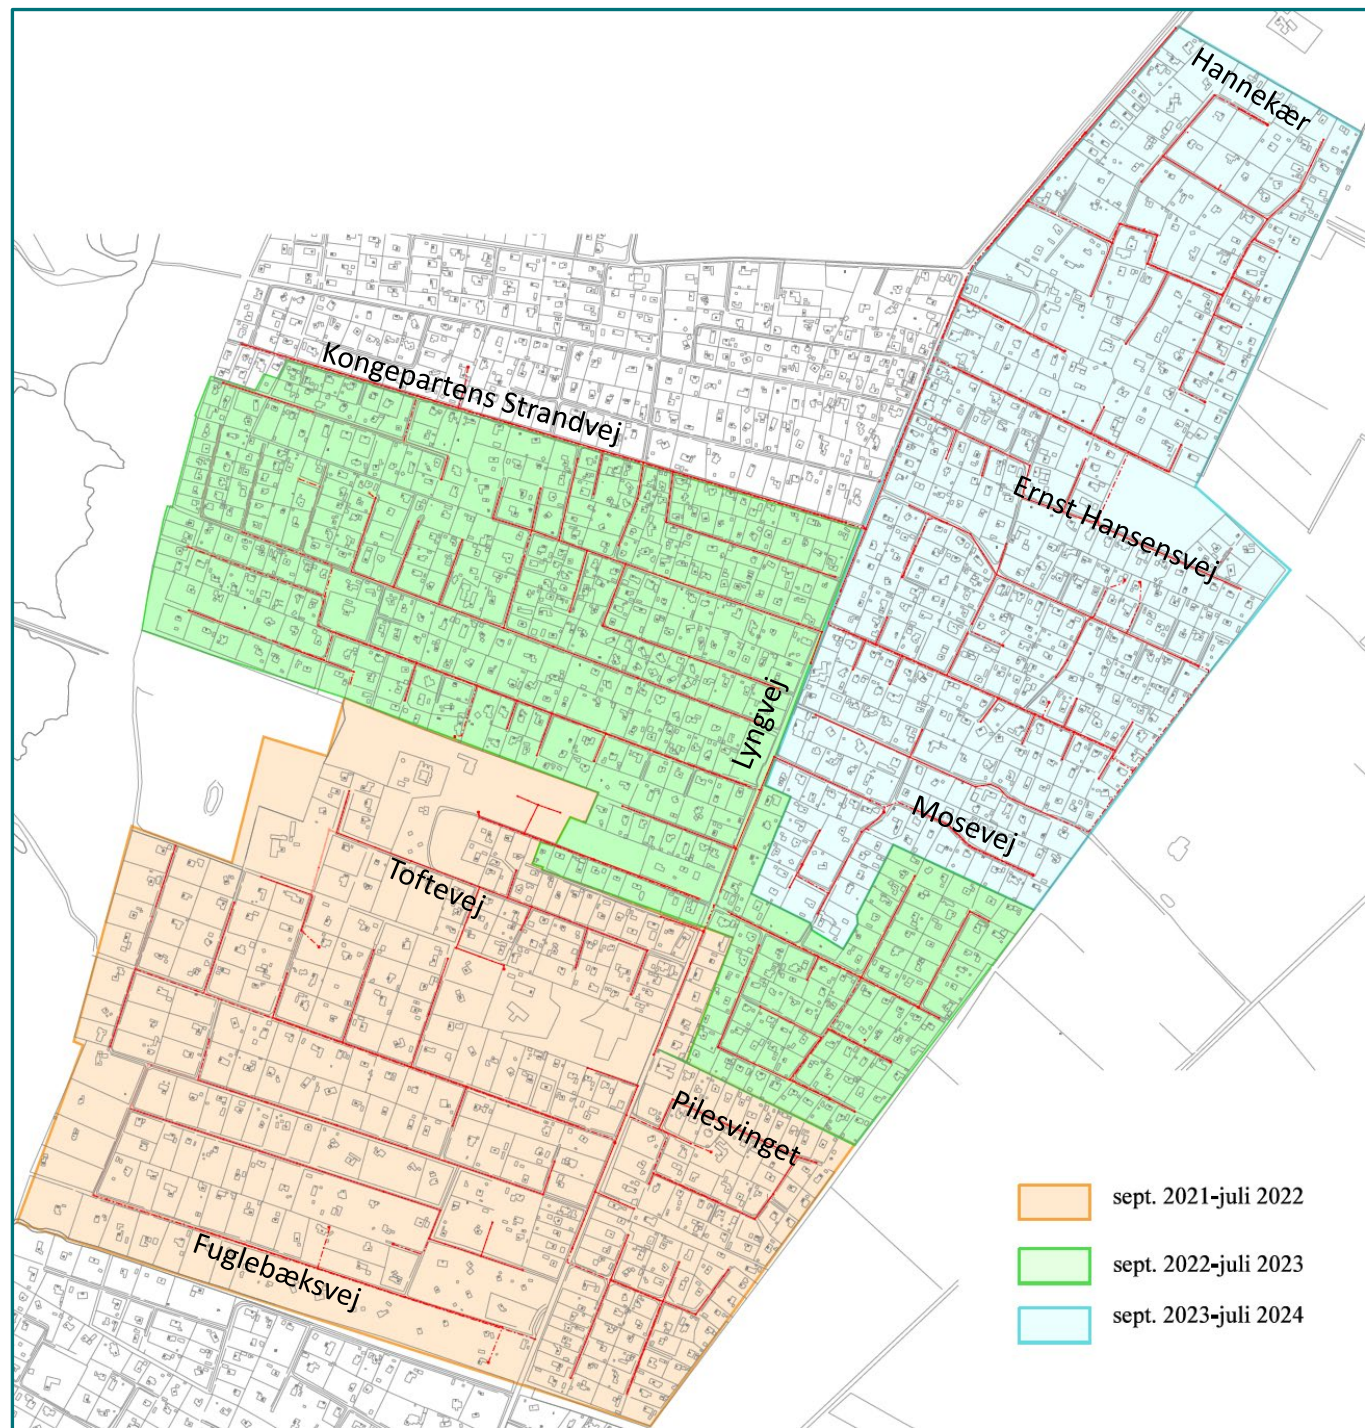 Hannekær
Kongepartens Strandvej
Ernst Hansensvej
Lyngvej
Mosevej
Toftevej
Pilesvinget
Fuglebæksvej
sept. 2021-juli 2022
sept. 2022-juli 2023
sept. 2023-juli 2024